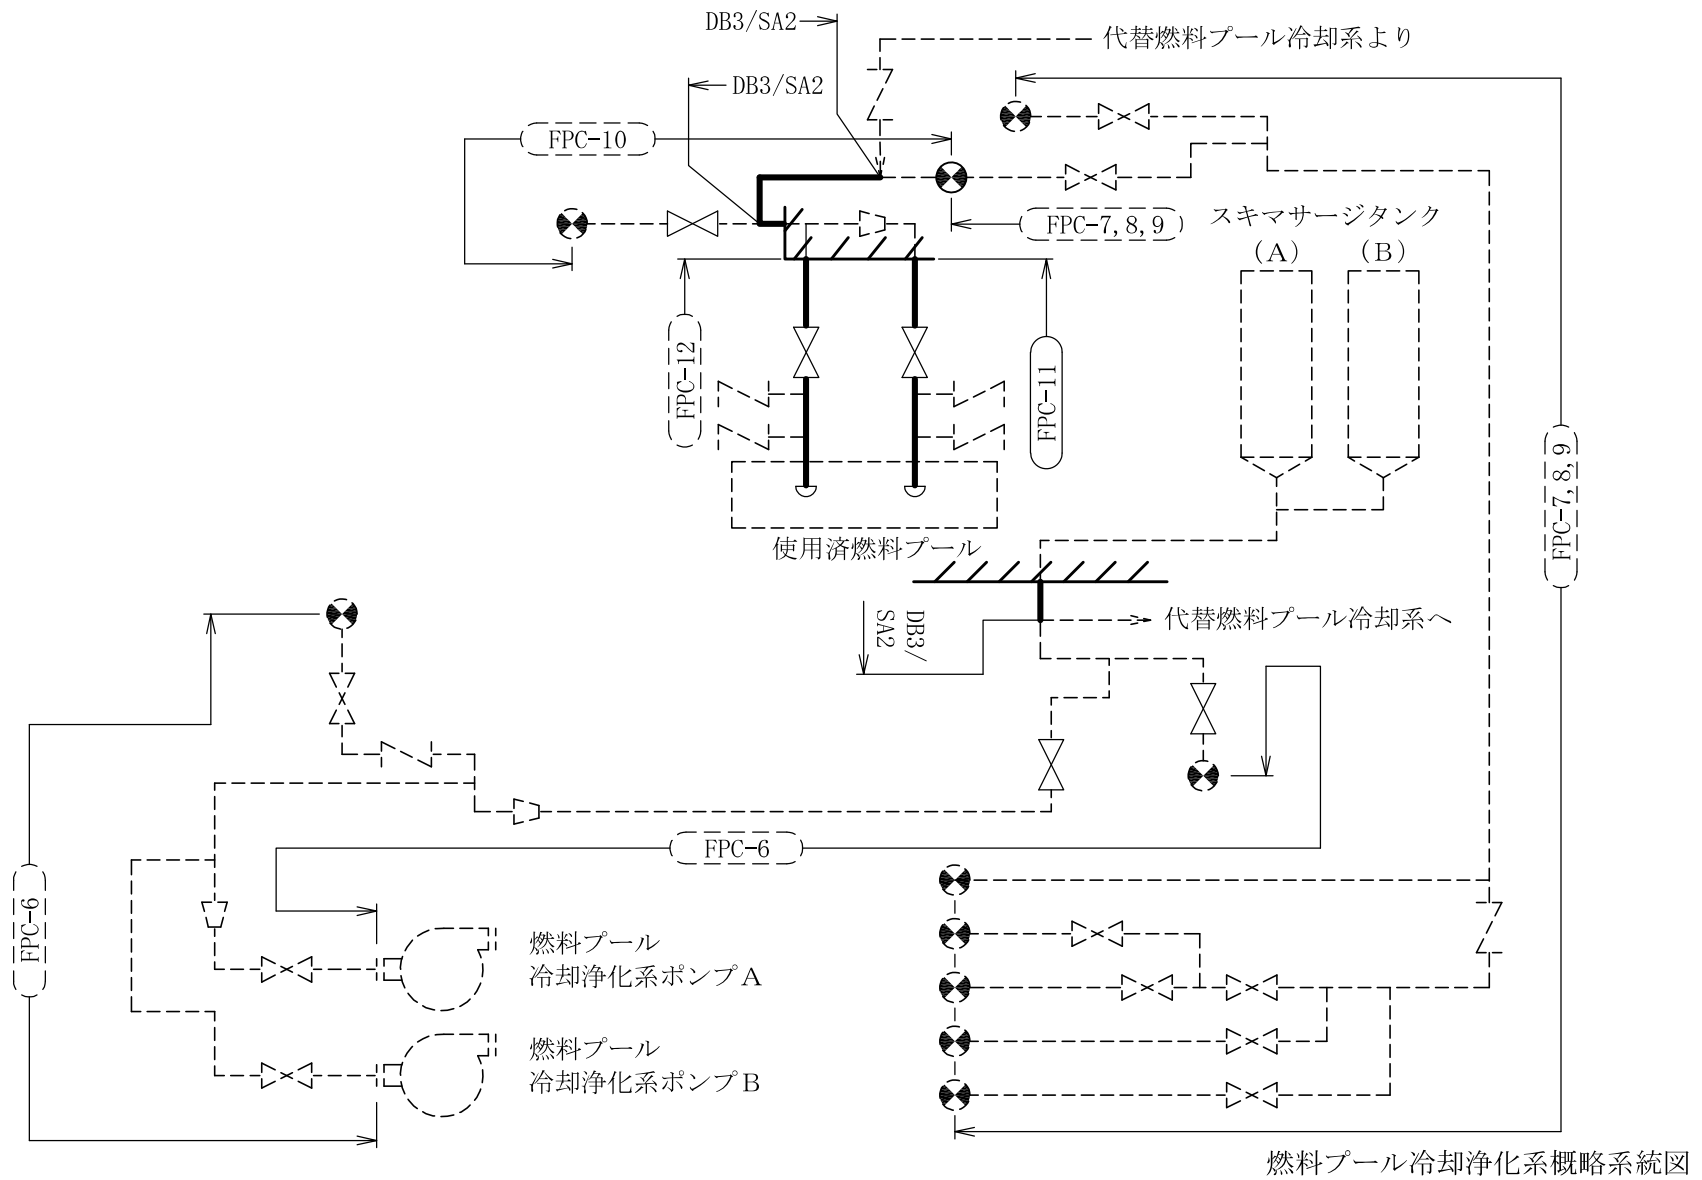 DB3/SA2
代替燃料プール冷却系より
DB3/SA2
FPC-10
FPC-7,8,9
スキマサージタンク
(A)
(B)
FPC-12
FPC-11
FPC-7,8,9
使用済燃料プール
DB3/
SA2
代替燃料プール冷却系へ
FPC-6
FPC-6
燃料プール
冷却浄化系ポンプA
燃料プール
冷却浄化系ポンプB
燃料プール冷却浄化系概略系統図